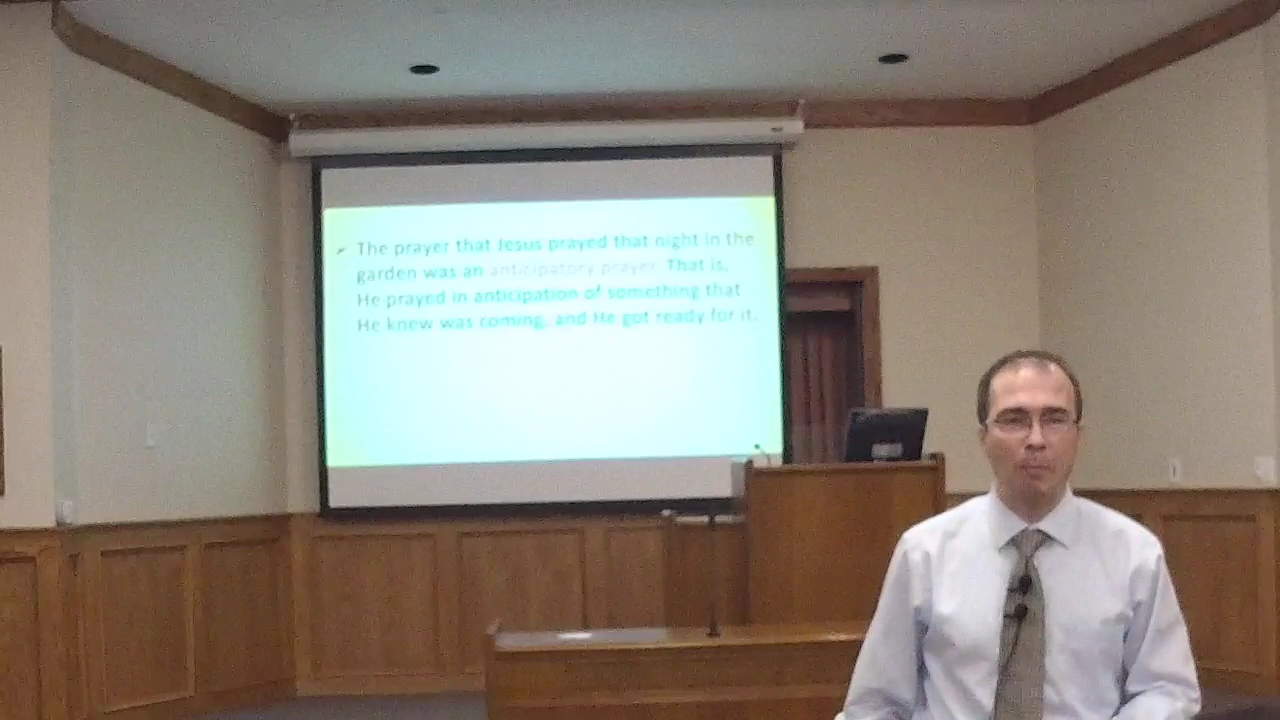 The prayer that Jesus prayed that night in the
garden was an anticipatory prayer. That is,
He prayed in anticipation of something that
He knew was coming, and He got ready for it.